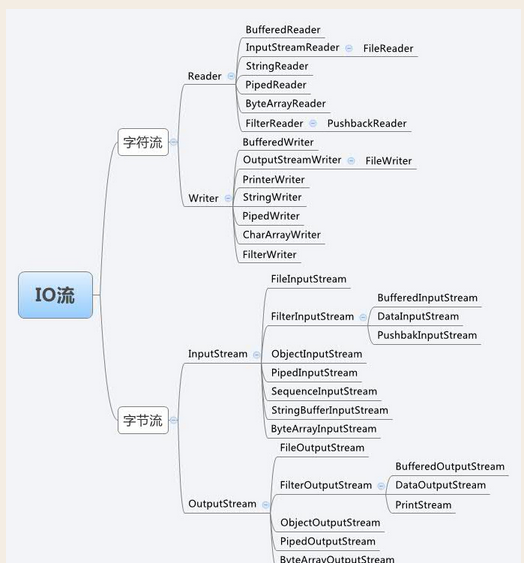 IO流
字符流
Reader
BufferedReader
InputStreamReader
FileReader
StringReader
PipedReader
ByteArrayReader
FilterReader
PushbackReader
Writer
BufferedWriter
OutputStreamWriter
FileWriter
PrinterWriter
StringWriter
PipedWriter
CharArrayWriter
FilterWriter
字节流
InputStream
FileInputStream
FilterInputStream
BufferedInputStream
DataInputStream
PushbakInputStream
ObjectInputStream
PipedInputStream
SequenceInputStream
StringBufferInputStream
ByteArrayInputStream
OutputStream
FileOutputStream
FilterOutputStream
BufferedOutputStream
DataOutputStream
PrintStream
ObjectOutputStream
PipedOutputStream
ByteArrayOutputStream